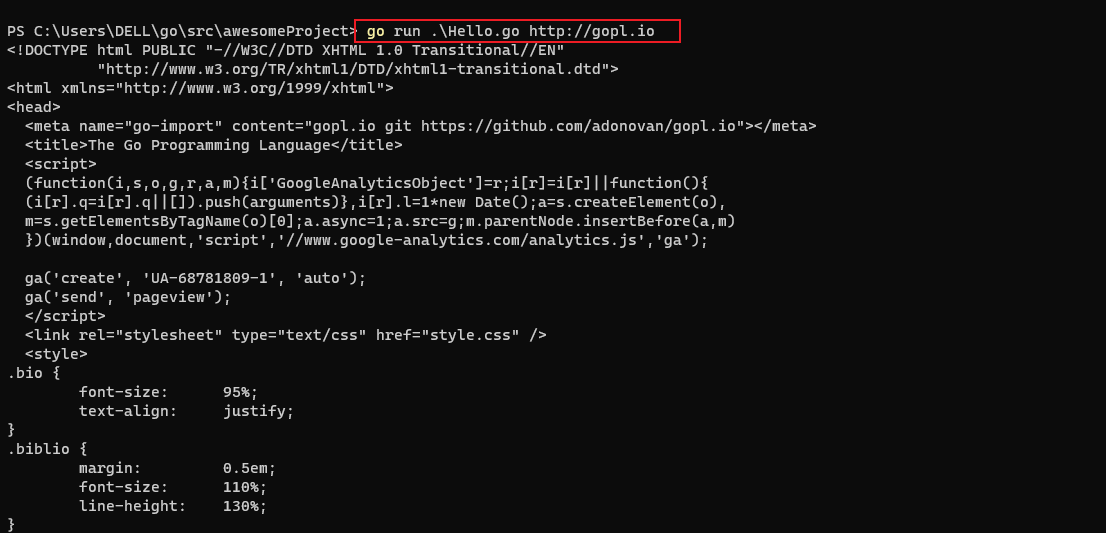 PS C:\Users\DELL\go\src\awesomeProject> go run .\Hello.go http://gopl.io
<!DOCTYPE html PUBLIC "-//W3C//DTD XHTML 1.0 Transitional//EN"
          "http://www.w3.org/TR/xhtml1/DTD/xhtml1-transitional.dtd">
<html xmlns="http://www.w3.org/1999/xhtml">
<head>
  <meta name="go-import" content="gopl.io git https://github.com/adonovan/gopl.io"></meta>
  <title>The Go Programming Language</title>
  <script>
  (function(i,s,o,g,r,a,m){i['GoogleAnalyticsObject']=r;i[r]=i[r]||function(){
  (i[r].q=i[r].q||[]).push(arguments)},i[r].l=1*new Date();a=s.createElement(o),
  m=s.getElementsByTagName(o)[0];a.async=1;a.src=g;m.parentNode.insertBefore(a,m)
  })(window,document,'script','//www.google-analytics.com/analytics.js','ga');

  ga('create', 'UA-68781809-1', 'auto');
  ga('send', 'pageview');
  </script>
  <link rel="stylesheet" type="text/css" href="style.css" />
  <style>
.bio {
        font-size:      95%;
        text-align:     justify;
}
.biblio {
        margin:         0.5em;
        font-size:      110%;
        line-height:    130%;
}